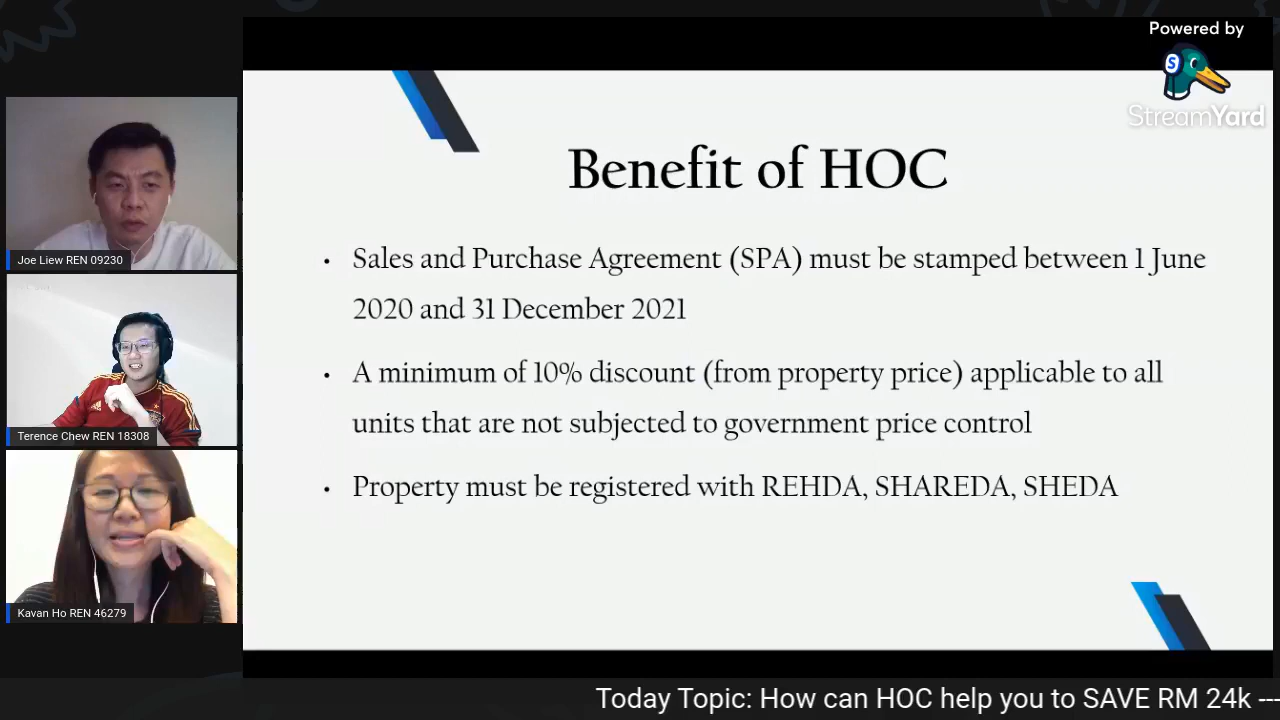 Powered by
StreamYard
Joe Liew REN 09230
Terence Chew REN 18308
Kavan Ho REN 46279
Benefit of HOC
• Sales and Purchase Agreement (SPA) must be stamped between 1 June
2020 and 31 December 2021
• A minimum of 10% discount (from property price) applicable to all
units that are not subjected to government price control
• Property must be registered with REHDA, SHAREDA, SHEDA
Today Topic: How can HOC help you to SAVE RM 24k ---